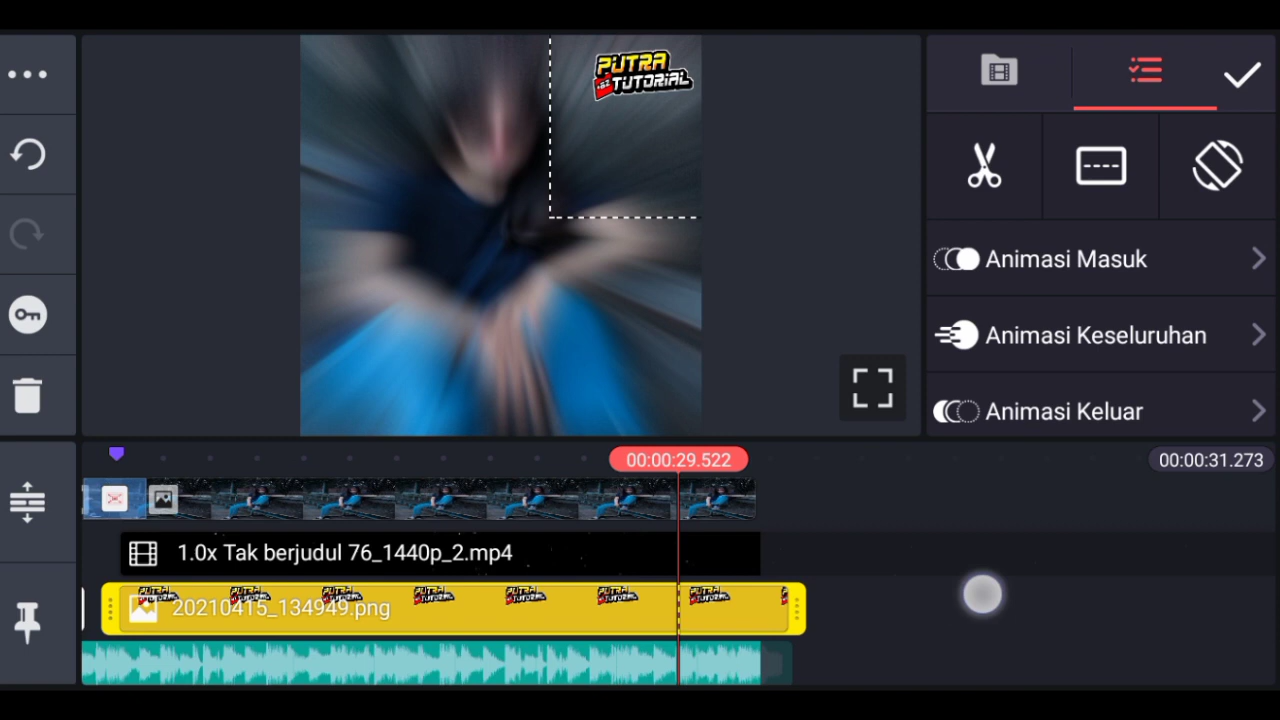 PUTRA
TUTORIAL
Animasi Masuk
Animasi Keseluruhan
Animasi Keluar
00:00:29.522
00:00:31.273
1.0x Tak berjudul 76_1440p_2.mp4
20210415_134949.png